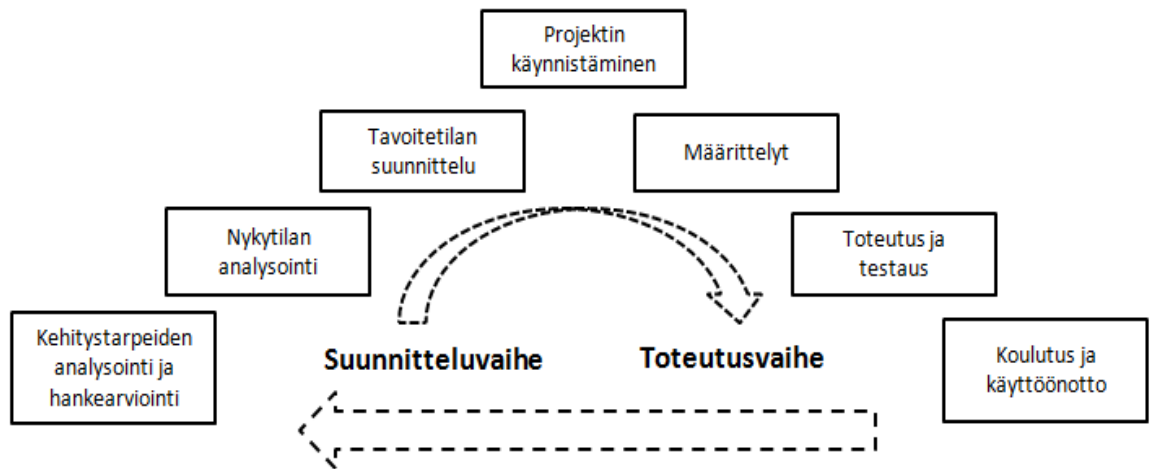 Projektin
käynnistäminen
Tavoitetilan
suunnittelu
Määrittelyt
Nykytilan
analysointi
Toteutus ja
testaus
Kehitystarpeiden
analysointi ja
hankearviointi
Suunnitteluvaihe
Toteutusvaihe
Koulutus ja
käyttöönotto